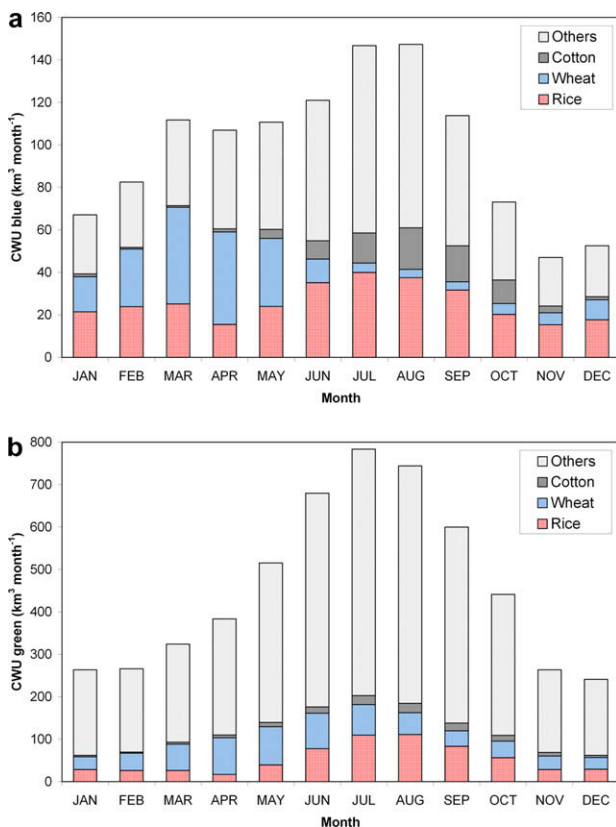 a
160
140
120
100
80
60
40
20
0
CWU blue (km³ month⁻¹)
Others
Cotton
Wheat
Rice
JAN FEB MAR APR MAY JUN JUL AUG SEP OCT NOV DEC
Month
b
800
700
600
500
400
300
200
100
0
CWU green (km³ month⁻¹)
Others
Cotton
Wheat
Rice
JAN FEB MAR APR MAY JUN JUL AUG SEP OCT NOV DEC
Month